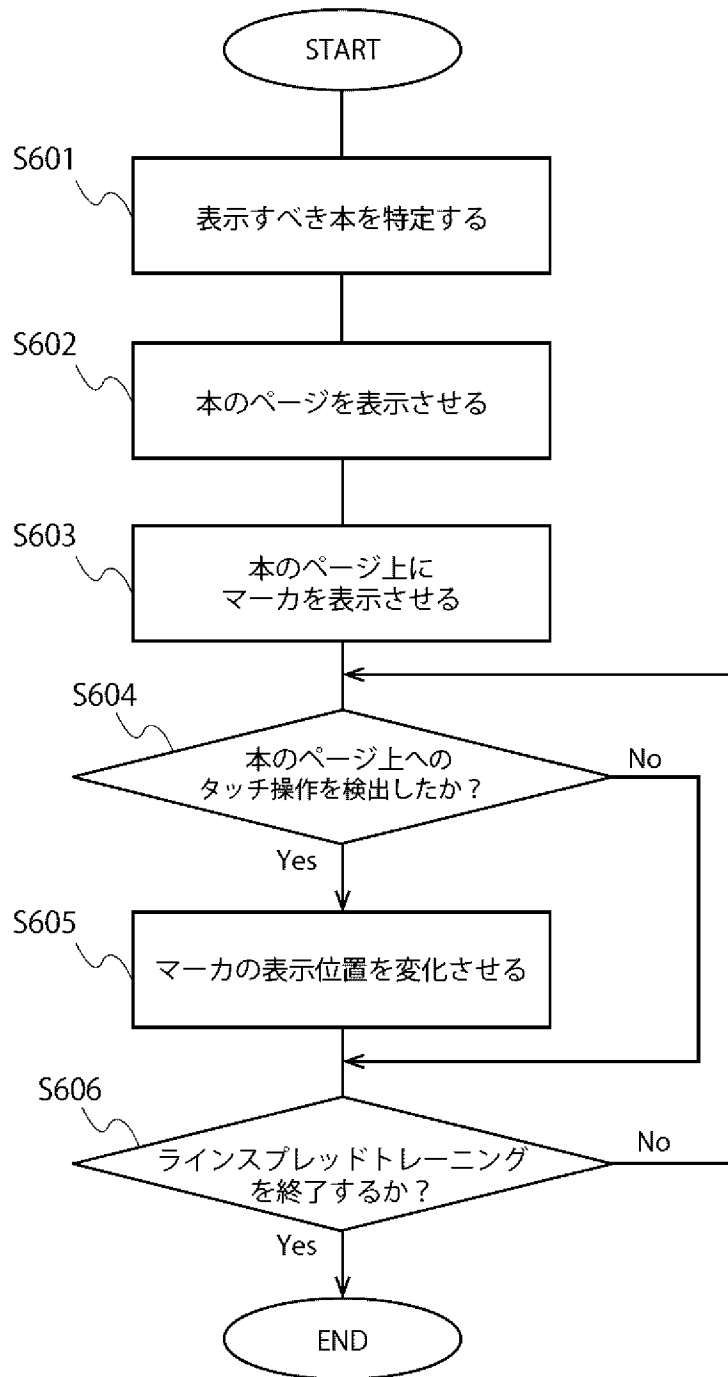 START
S601
表示すべき本を特定する
S602
本のページを表示させる
S603
本のページ上に
マーカを表示させる
S604
本のページ上への
タッチ操作を検出したか？
No
Yes
S605
マーカの表示位置を変化させる
S606
ラインスプレッドトレーニング
を終了するか？
No
Yes
END